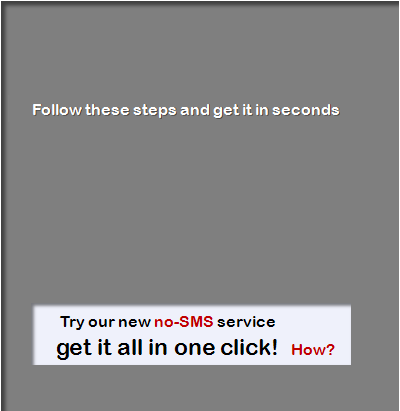 Follow these steps and get it in seconds
Try our new no-SMS service
get it all in one click! How?